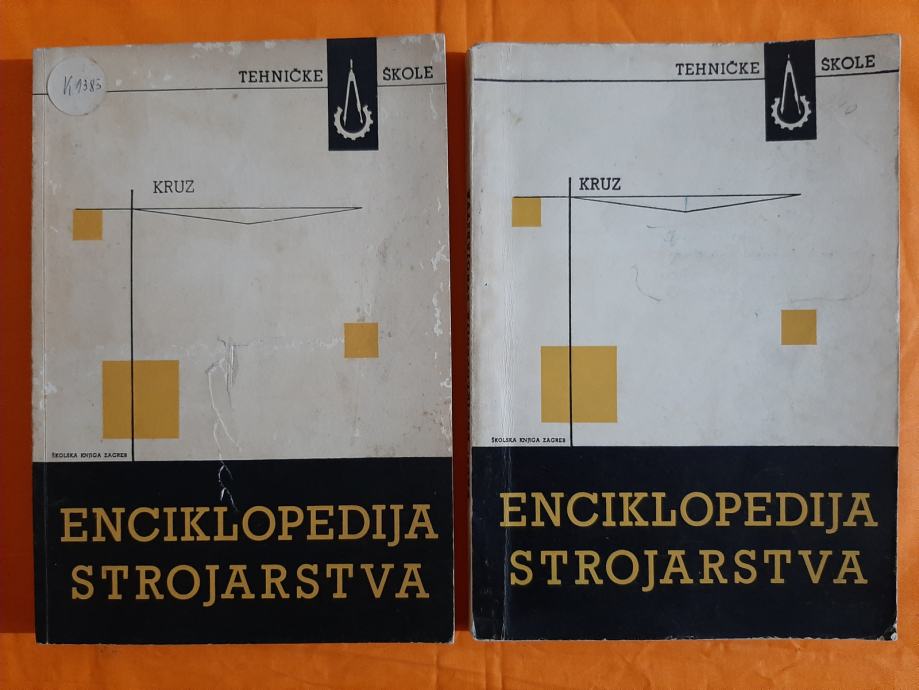 K 1385
TEHNIČKE ŠKOLE
KRUZ
ŠKOLSKA KNJIGA ZAGREB
ENCIKLOPEDIJA
STROJARSTVA
TEHNIČKE ŠKOLE
KRUZ
ŠKOLSKA KNJIGA ZAGREB
ENCIKLOPEDIJA
STROJARSTVA